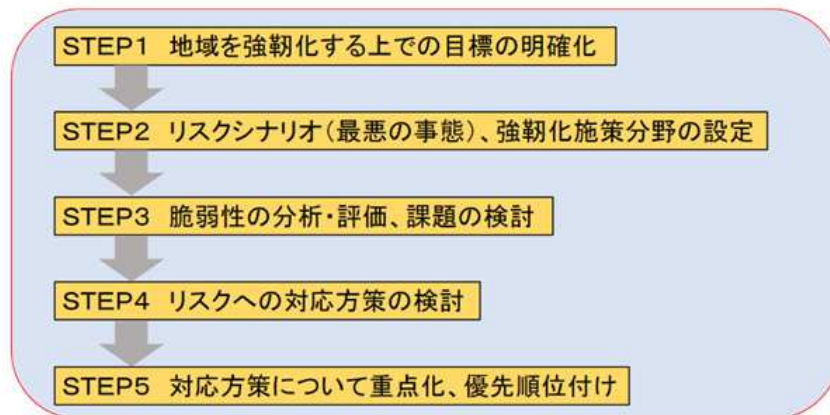 STEP1 地域を強靭化する上での目標の明確化
STEP2 リスクシナリオ(最悪の事態)、強靭化施策分野の設定
STEP3 脆弱性の分析・評価、課題の検討
STEP4 リスクへの対応方策の検討
STEP5 対応方策について重点化、優先順位付け